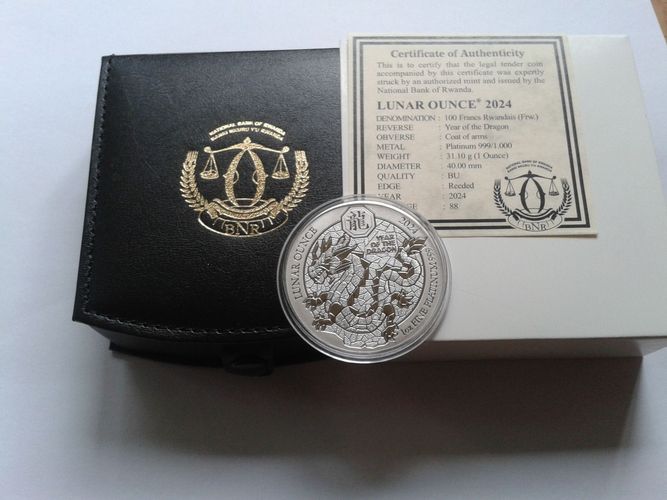 NATIONAL BANK OF RWANDA
BANKI NKURU Y'U RWANDA
BNR
Certificate of Authenticity
This is to certify that the legal tender coin
accompanied by this certificate was expertly
struck by an authorized mint and issued by the
National Bank of Rwanda.
LUNAR OUNCE® 2024
DENOMINATION : 100 Francs Rwandais (Frw.)
REVERSE : Year of the Dragon
OBVERSE : Coat of arms
METAL : Platinum 999/1.000
WEIGHT : 31.10 g (1 Ounce)
DIAMETER : 40.00 mm
QUALITY : BU
EDGE : Reeded
YEAR : 2024
88
NATIONAL BANK OF RWANDA
BANKI NKURU Y'U RWANDA
BNR
龍
LUNAR OUNCE
2024
YEAR
OF THE
DRAGON
1oz FINE PLATINUM 999